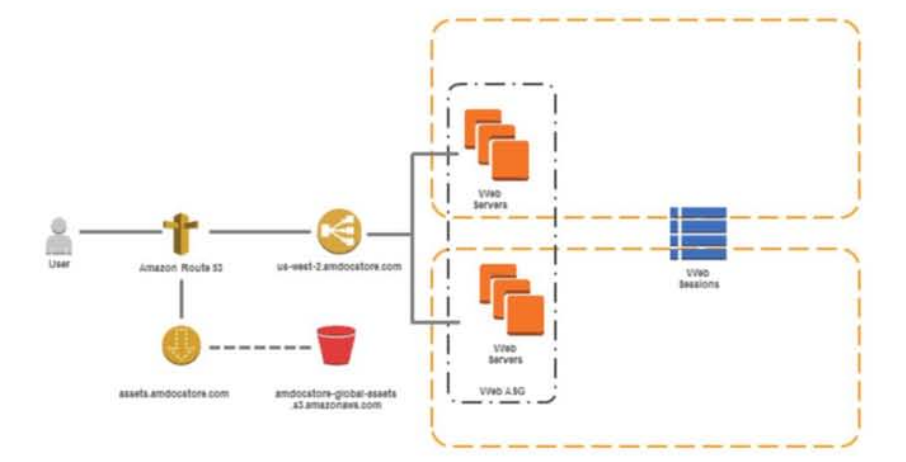 Web
Servers
User
Amazon Route 53
us-west-2.amdocstore.com
Web
Sessions
Web
Servers
assets.amdocstore.com
amdocstore-global-assets
.s3.amazonaws.com
Web ASG